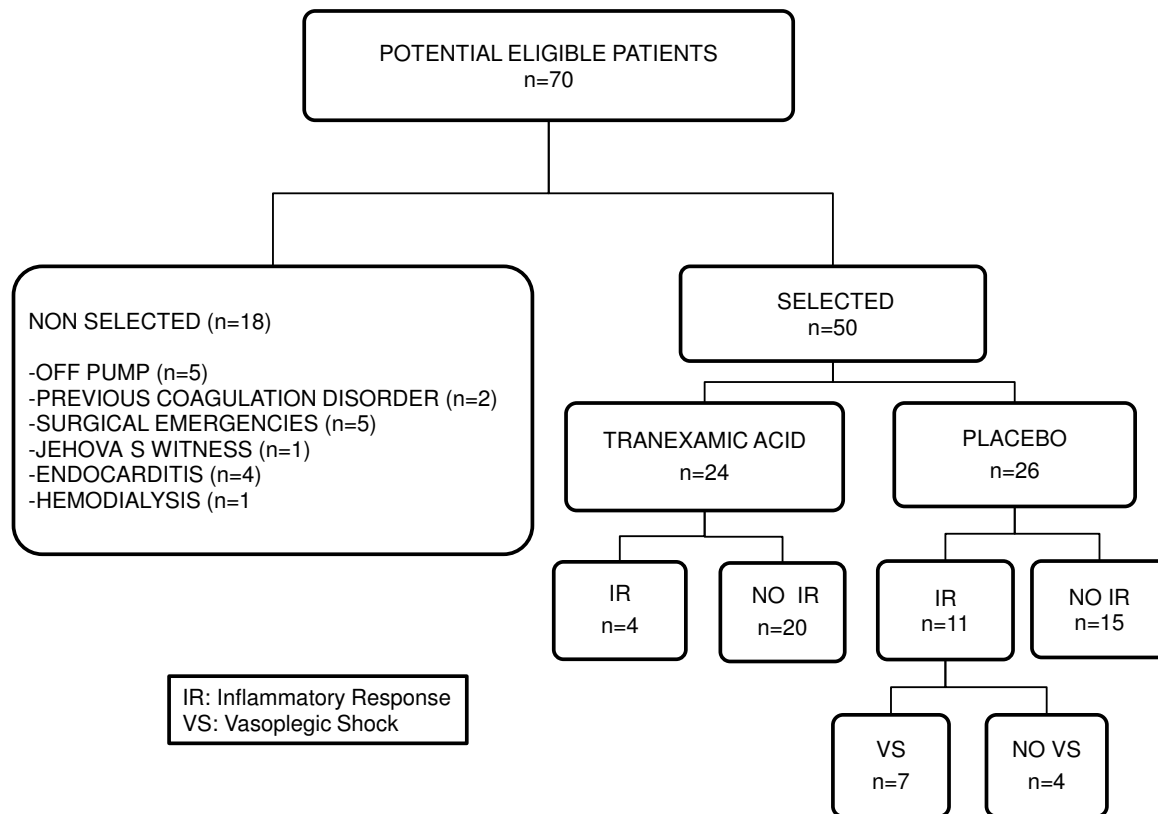 POTENTIAL ELIGIBLE PATIENTS
n=70
NON SELECTED (n=18)
-OFF PUMP (n=5)
-PREVIOUS COAGULATION DISORDER (n=2)
-SURGICAL EMERGENCIES (n=5)
-JEHOVA S WITNESS (n=1)
-ENDOCARDITIS (n=4)
-HEMODIALYSIS (n=1
SELECTED
n=50
TRANEXAMIC ACID
n=24
PLACEBO
n=26
IR
n=4
NO IR
n=20
IR
n=11
NO IR
n=15
VS
n=7
NO VS
n=4
IR: Inflammatory Response
VS: Vasoplegic Shock